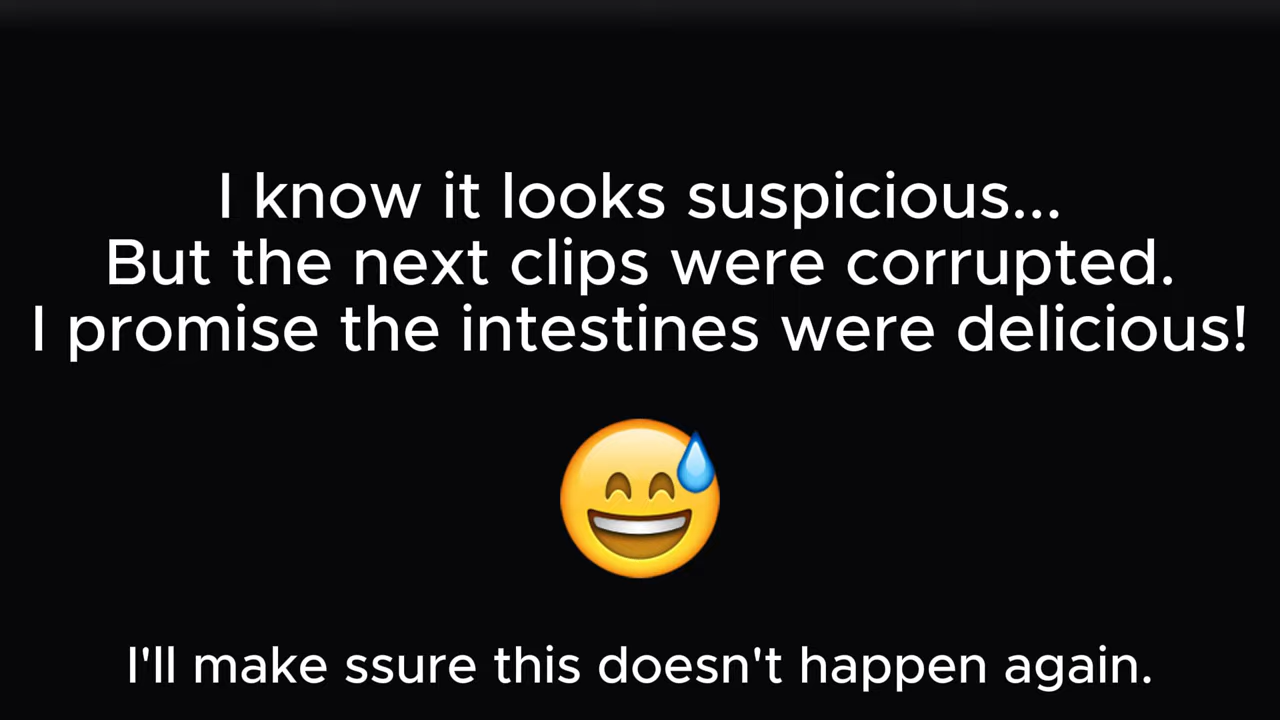 I know it looks suspicious...
But the next clips were corrupted.
I promise the intestines were delicious!
I'll make ssure this doesn't happen again.